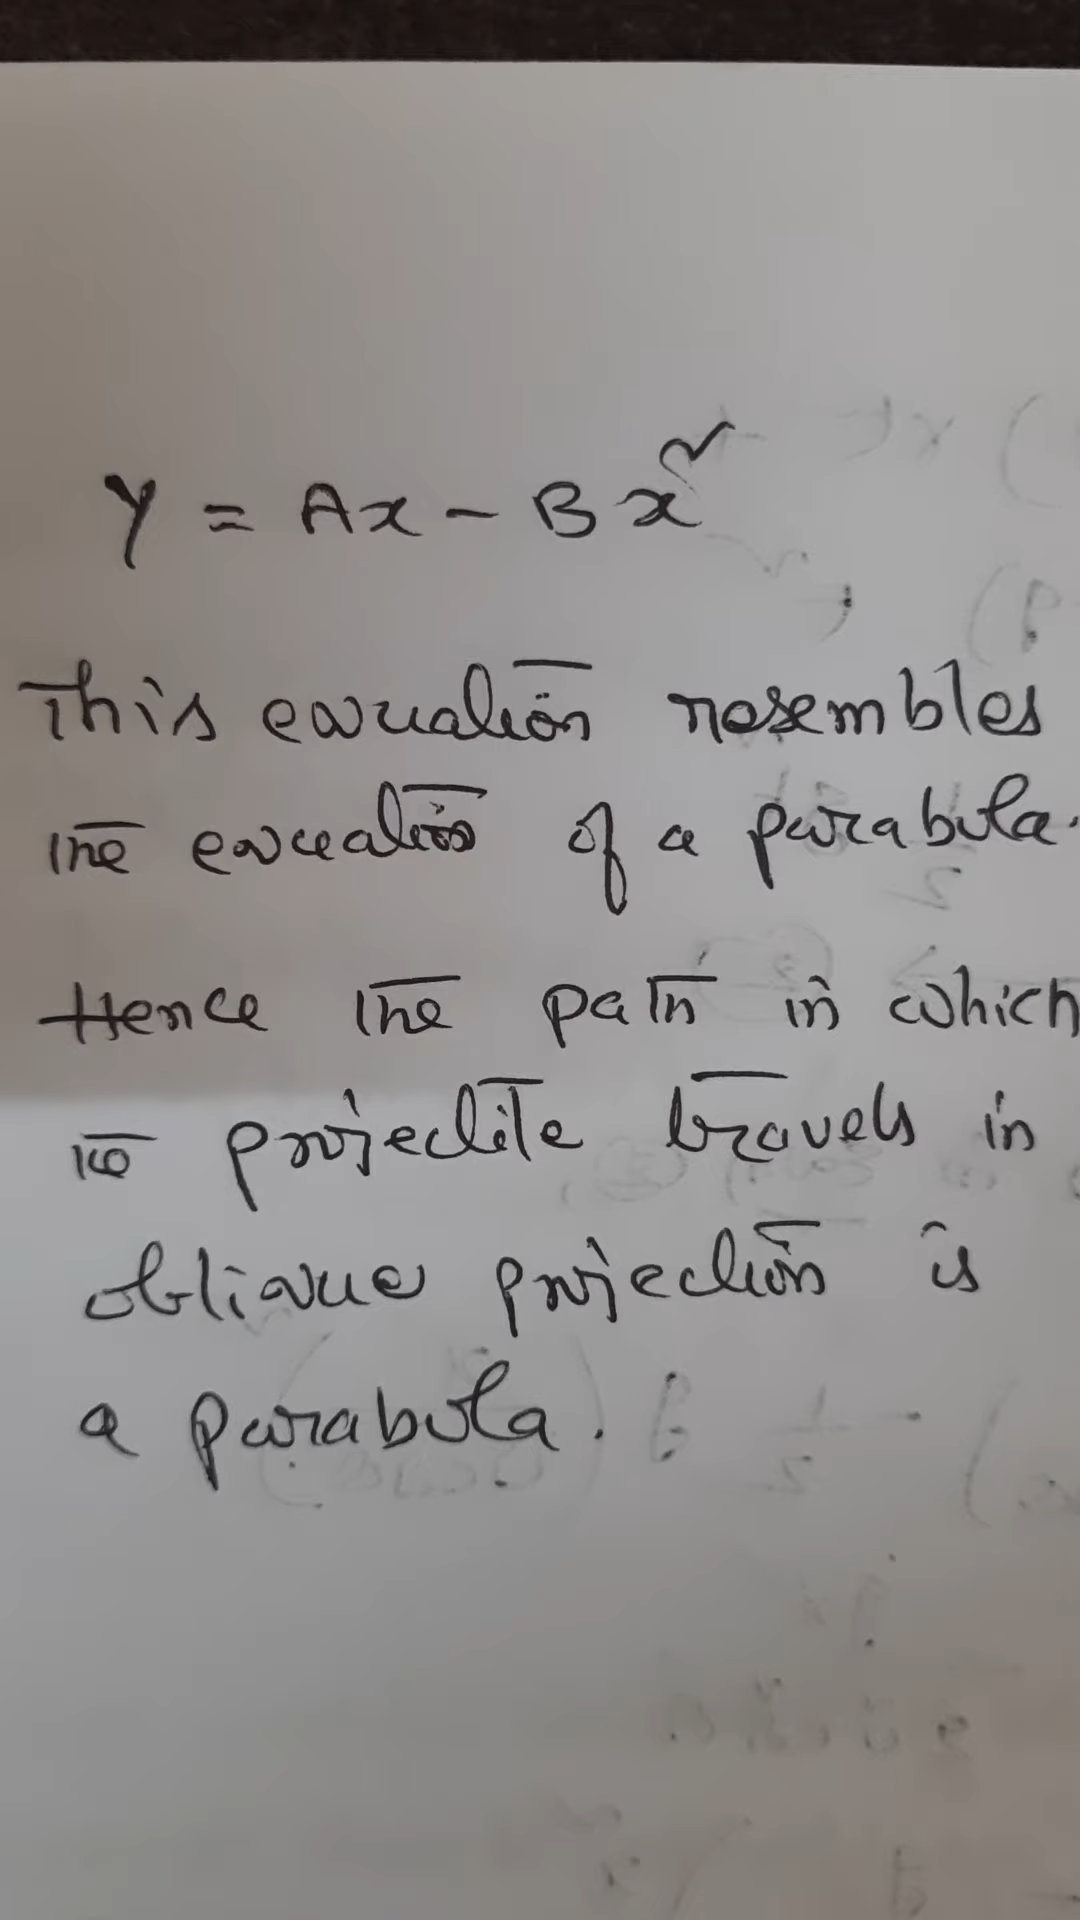 Y = Ax - Bx²
This equation resembles
the equation of a parabola.
Hence the path in which
the projectile travels in
oblique projection is
a parabola.